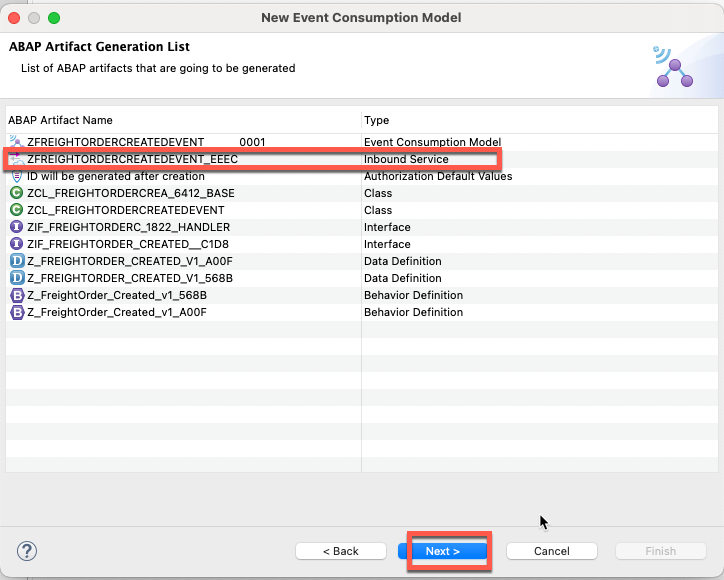 New Event Consumption Model
ABAP Artifact Generation List
List of ABAP artifacts that are going to be generated
ABAP Artifact Name Type
ZFREIGHTORDERCREATEDEVENT 0001 Event Consumption Model
ZFREIGHTORDERCREATEDEVENT_EEEC Inbound Service
ID will be generated after creation Authorization Default Values
C ZCL_FREIGHTORDERCREA_6412_BASE Class
C ZCL_FREIGHTORDERCREATEDEVENT Class
I ZIF_FREIGHTORDERC_1822_HANDLER Interface
I ZIF_FREIGHTORDER_CREATED__C1D8 Interface
D Z_FREIGHTORDER_CREATED_V1_A00F Data Definition
D Z_FREIGHTORDER_CREATED_V1_568B Data Definition
B Z_FreightOrder_Created_v1_568B Behavior Definition
B Z_FreightOrder_Created_v1_A00F Behavior Definition
? < Back Next > Cancel Finish